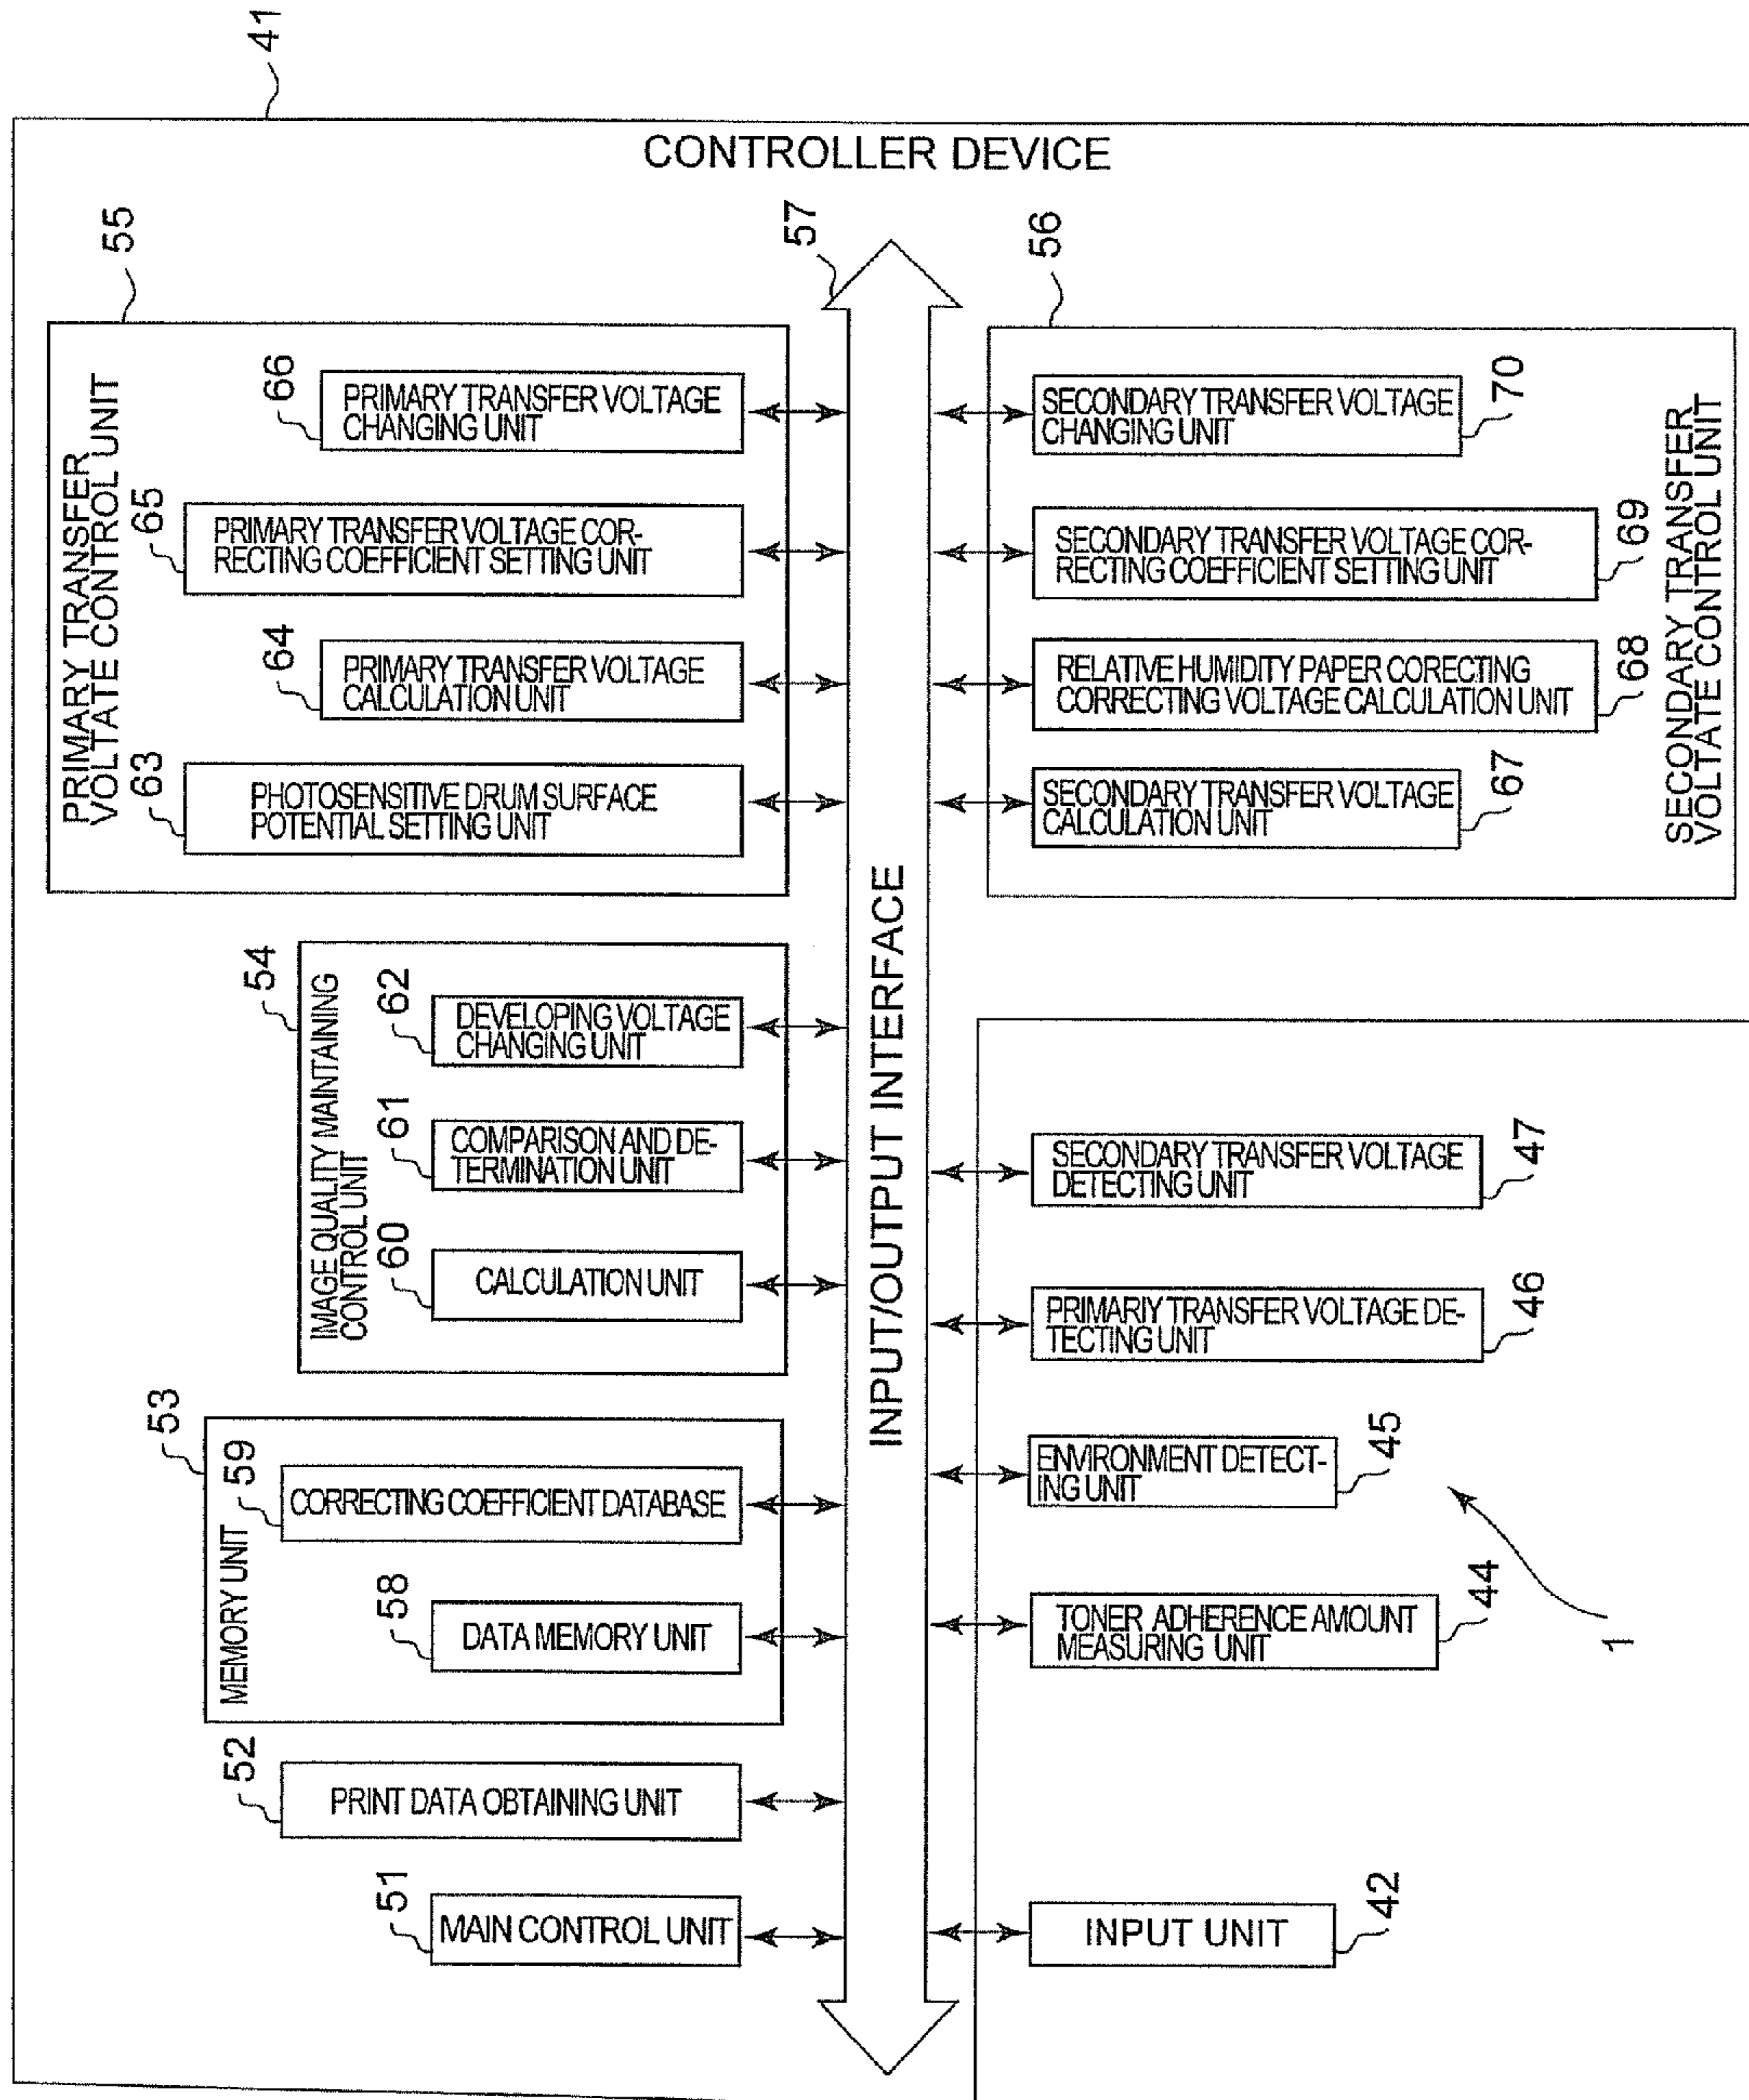 41
CONTROLLER DEVICE
55
PRIMARY TRANSFER
VOLTATE CONTROL UNIT
66
PRIMARY TRANSFER VOLTAGE
CHANGING UNIT
65
PRIMARY TRANSFER VOLTAGE COR-
RECTING COEFFICIENT SETTING UNIT
64
PRIMARY TRANSFER VOLTAGE
CALCULATION UNIT
63
PHOTOSENSITIVE DRUM SURFACE
POTENTIAL SETTING UNIT
54
IMAGE QUALITY MAINTAINING
CONTROL UNIT
62
DEVELOPING VOLTAGE
CHANGING UNIT
61
COMPARISON AND DE-
TERMINATION UNIT
60
CALCULATION UNIT
53
MEMORY UNIT
59
CORRECTING COEFFICIENT DATABASE
58
DATA MEMORY UNIT
52
PRINT DATA OBTAINING UNIT
51
MAIN CONTROL UNIT
57
INPUT/OUTPUT INTERFACE
56
SECONDARY TRANSFER VOLTAGE
CHANGING UNIT
70
SECONDARY TRANSFER VOLTAGE COR-
RECTING COEFFICIENT SETTING UNIT
69
RELATIVE HUMIDITY PAPER CORECTING
CORRECTING VOLTAGE CALCULATION UNIT
68
SECONDARY TRANSFER VOLTAGE
CALCULATION UNIT
67
SECONDARY TRANSFER
VOLTATE CONTROL UNIT
SECONDARY TRANSFER VOLTAGE
DETECTING UNIT
47
PRIMARIY TRANSFER VOLTAGE DE-
TECTING UNIT
46
ENVIRONMENT DETECT-
ING UNIT
45
TONER ADHERENCE AMOUNT
MEASURING UNIT
44
1
INPUT UNIT
42